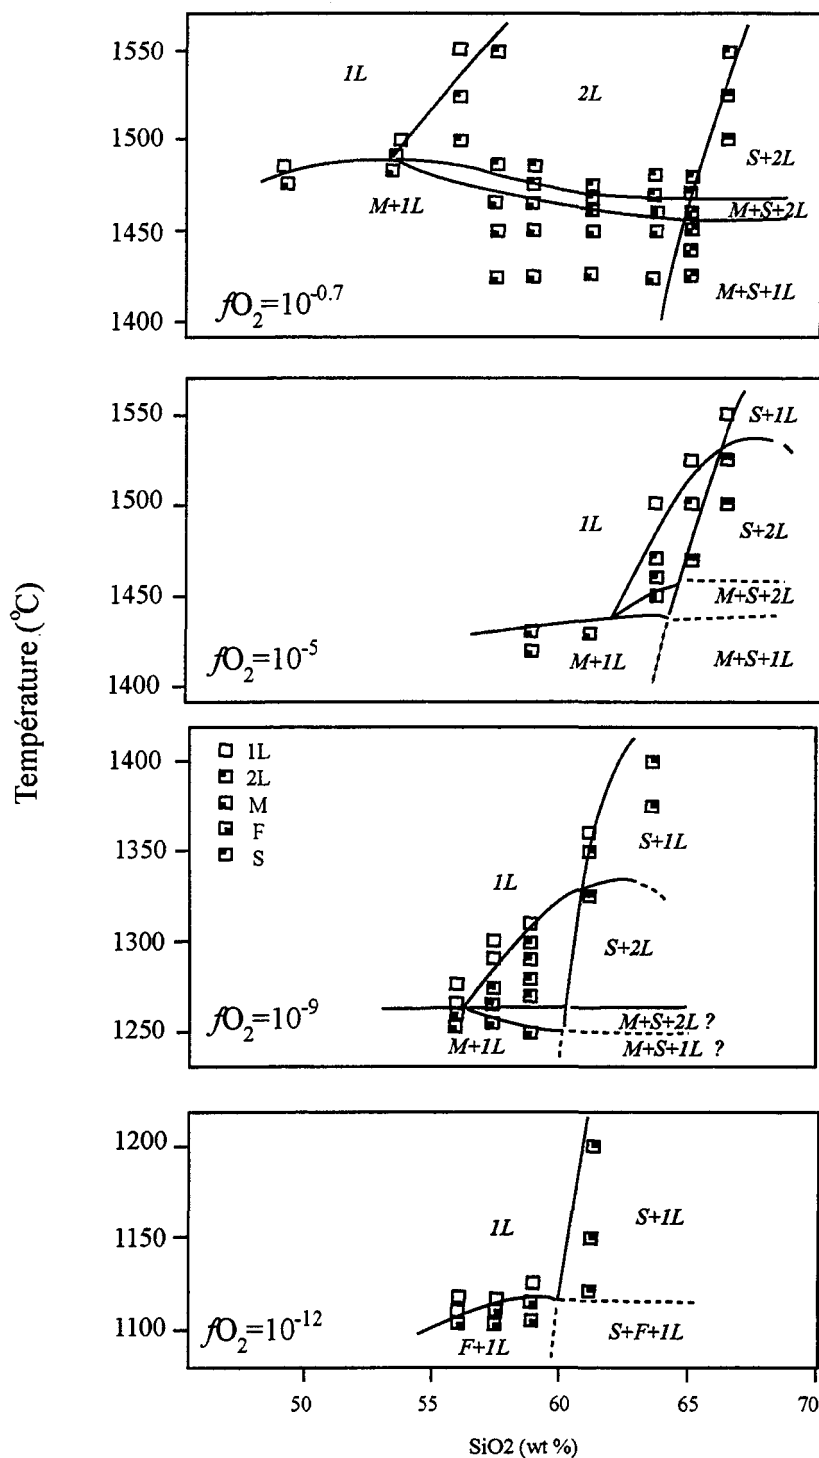 1550
1500
1450
1400
1L
2L
S+2L
M+1L
M+S+2L
M+S+1L
fO2=10-0.7
1550
1500
1450
1400
S+1L
1L
S+2L
M+S+2L
M+1L
M+S+1L
fO2=10-5
Température (°C)
1400
1350
1300
1250
1L
2L
M
F
S
S+1L
1L
S+2L
M+S+2L ?
M+1L
M+S+1L ?
fO2=10-9
1200
1150
1100
1L
S+1L
F+1L
S+F+1L
fO2=10-12
50 55 60 65 70
SiO2 (wt %)